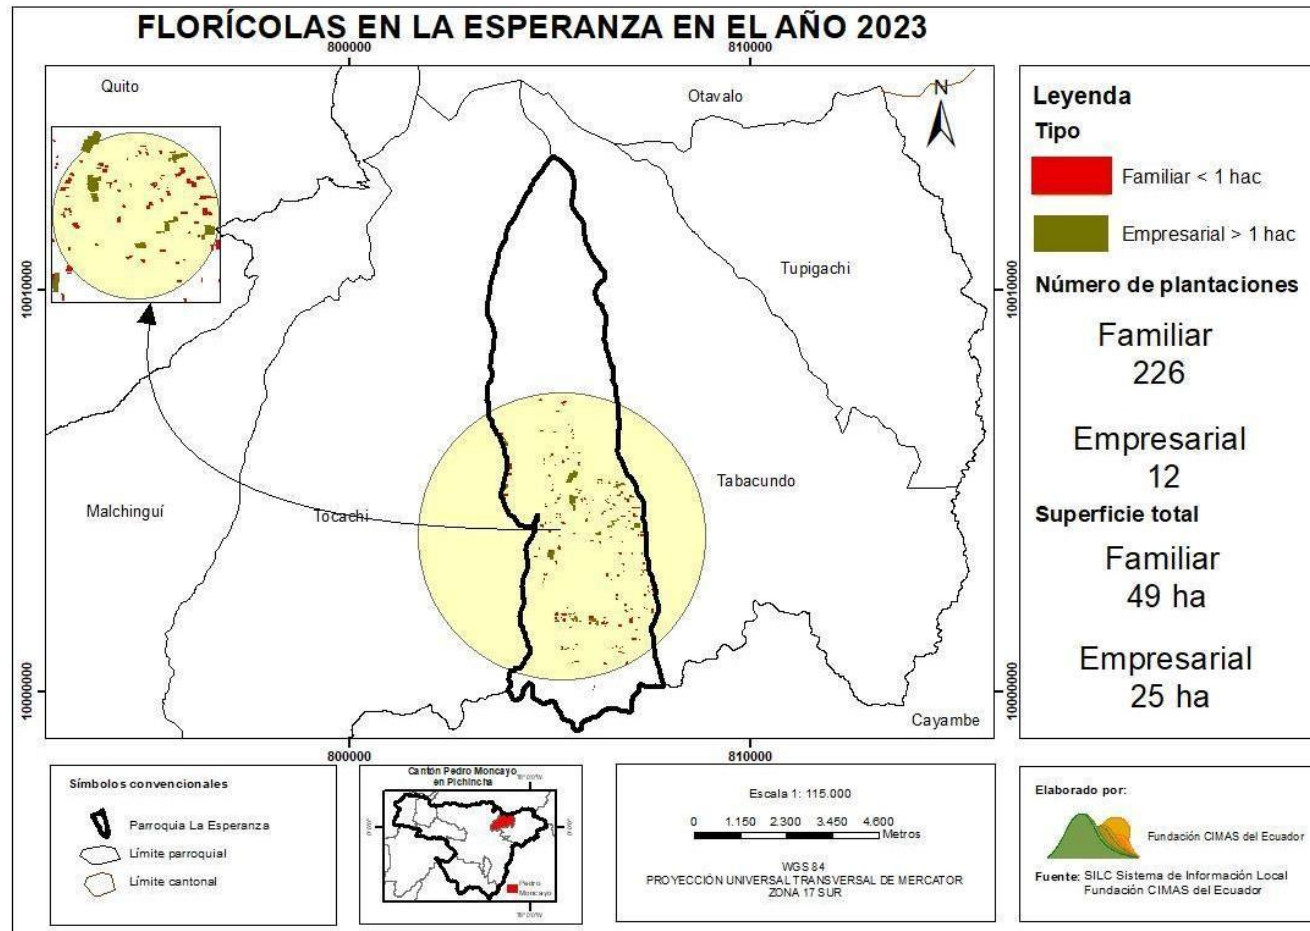 FLORÍCOLAS EN LA ESPERANZA EN EL AÑO 2023
800000
810000
Quito
Otavalo
N
Tupigachi
10010000
10010000
Tabacundo
Malchinguí
Tocachi
10000000
10000000
Cayambe
800000
810000
Leyenda
Tipo
Familiar < 1 hac
Empresarial > 1 hac
Número de plantaciones
Familiar
226
Empresarial
12
Superficie total
Familiar
49 ha
Empresarial
25 ha
Símbolos convencionales
Parroquia La Esperanza
Límite parroquial
Límite cantonal
Cantón Pedro Moncayo
en Pichincha
Pedro
Moncayo
Escala 1: 115.000
0 1.150 2.300 3.450 4.600
Metros
WGS 84
PROYECCIÓN UNIVERSAL TRANSVERSAL DE MERCATOR
ZONA 17 SUR
Elaborado por:
Fundación CIMAS del Ecuador
Fuente: SILC Sistema de Información Local
Fundación CIMAS del Ecuador